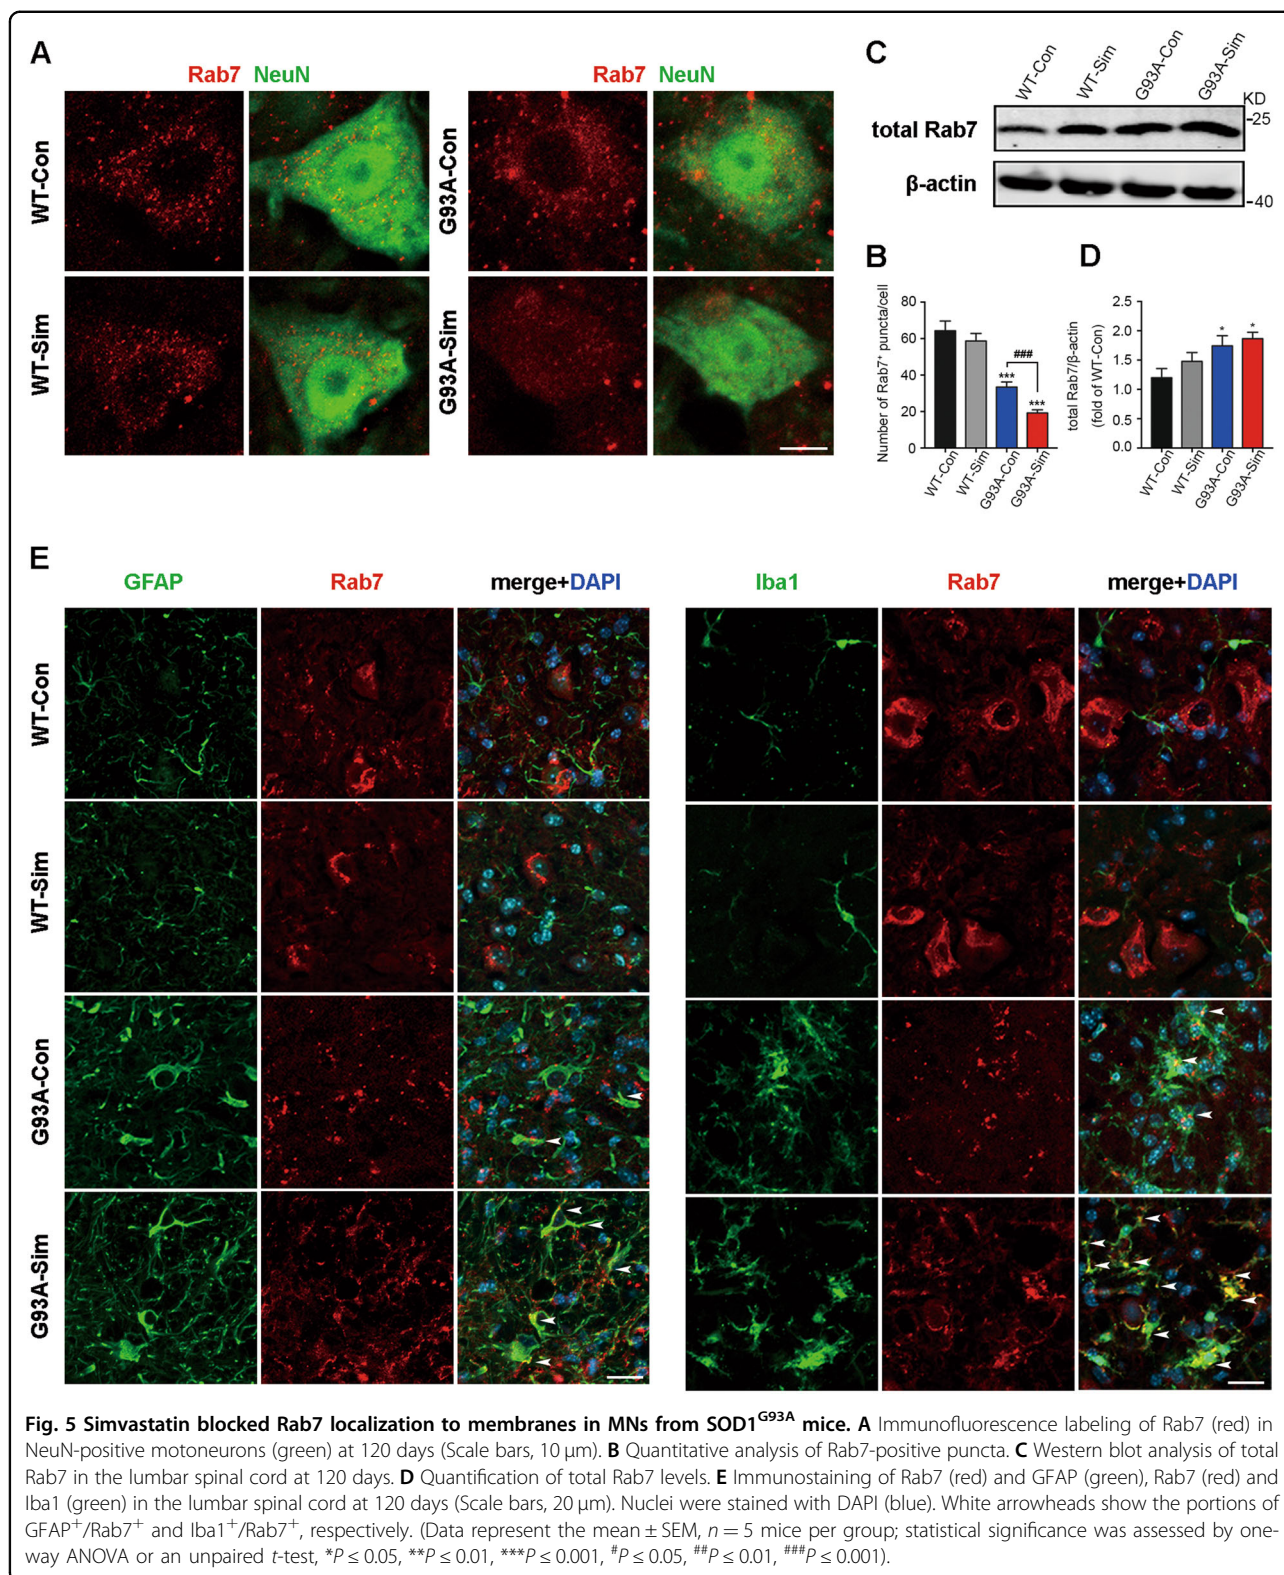 A
Rab7 NeuN
Rab7 NeuN
WT-Con
G93A-Con
WT-Sim
G93A-Sim
C
WT-Con
WT-Sim
G93A-Con
G93A-Sim
KD
total Rab7
-25
β-actin
-40
B
Number of Rab7⁺ puncta/cell
80
60
40
20
0
***
###
***
WT-Con
WT-Sim
G93A-Con
G93A-Sim
D
total Rab7/β-actin
(fold of WT-Con)
2.5
2.0
1.5
1.0
0.5
0.0
*
*
WT-Con
WT-Sim
G93A-Con
G93A-Sim
E
GFAP
Rab7
merge+DAPI
Iba1
Rab7
merge+DAPI
WT-Con
WT-Sim
G93A-Con
G93A-Sim
Fig. 5 Simvastatin blocked Rab7 localization to membranes in MNs from SOD1ᴳ⁹³ᴬ mice. A Immunofluorescence labeling of Rab7 (red) in
NeuN-positive motoneurons (green) at 120 days (Scale bars, 10 µm). B Quantitative analysis of Rab7-positive puncta. C Western blot analysis of total
Rab7 in the lumbar spinal cord at 120 days. D Quantification of total Rab7 levels. E Immunostaining of Rab7 (red) and GFAP (green), Rab7 (red) and
Iba1 (green) in the lumbar spinal cord at 120 days (Scale bars, 20 µm). Nuclei were stained with DAPI (blue). White arrowheads show the portions of
GFAP⁺/Rab7⁺ and Iba1⁺/Rab7⁺, respectively. (Data represent the mean ± SEM, n = 5 mice per group; statistical significance was assessed by one-
way ANOVA or an unpaired t-test, *P ≤ 0.05, **P ≤ 0.01, ***P ≤ 0.001, #P ≤ 0.05, ##P ≤ 0.01, ###P ≤ 0.001).